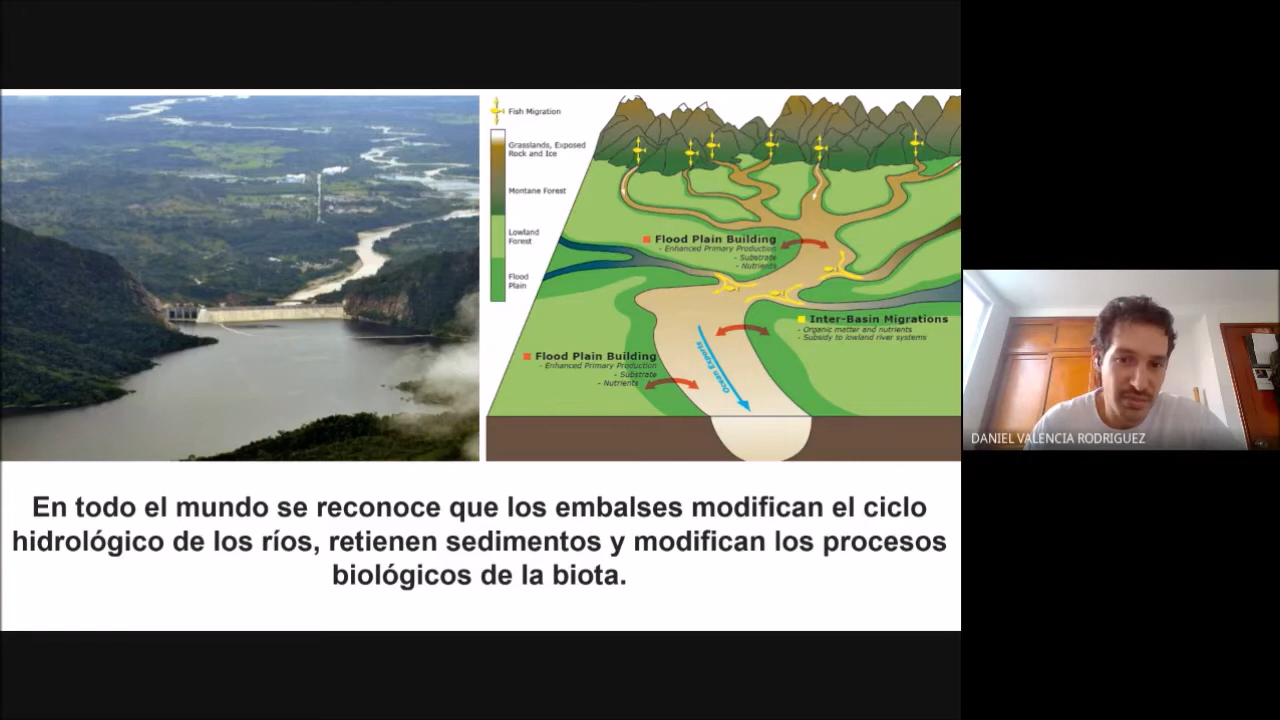 Fish Migration
Grasslands, Exposed
Rock and Ice
Montane Forest
Lowland
Forest
Flood
Plain
Flood Plain Building
- Enhanced Primary Production
- Substrate
- Nutrients
Inter-Basin Migrations
- Organic matter and nutrients
- Subsidy to lowland river systems
Flood Plain Building
- Enhanced Primary Production
- Substrate
- Nutrients
Ocean Exports
En todo el mundo se reconoce que los embalses modifican el ciclo
hidrológico de los ríos, retienen sedimentos y modifican los procesos
biológicos de la biota.
DANIEL VALENCIA RODRIGUEZ